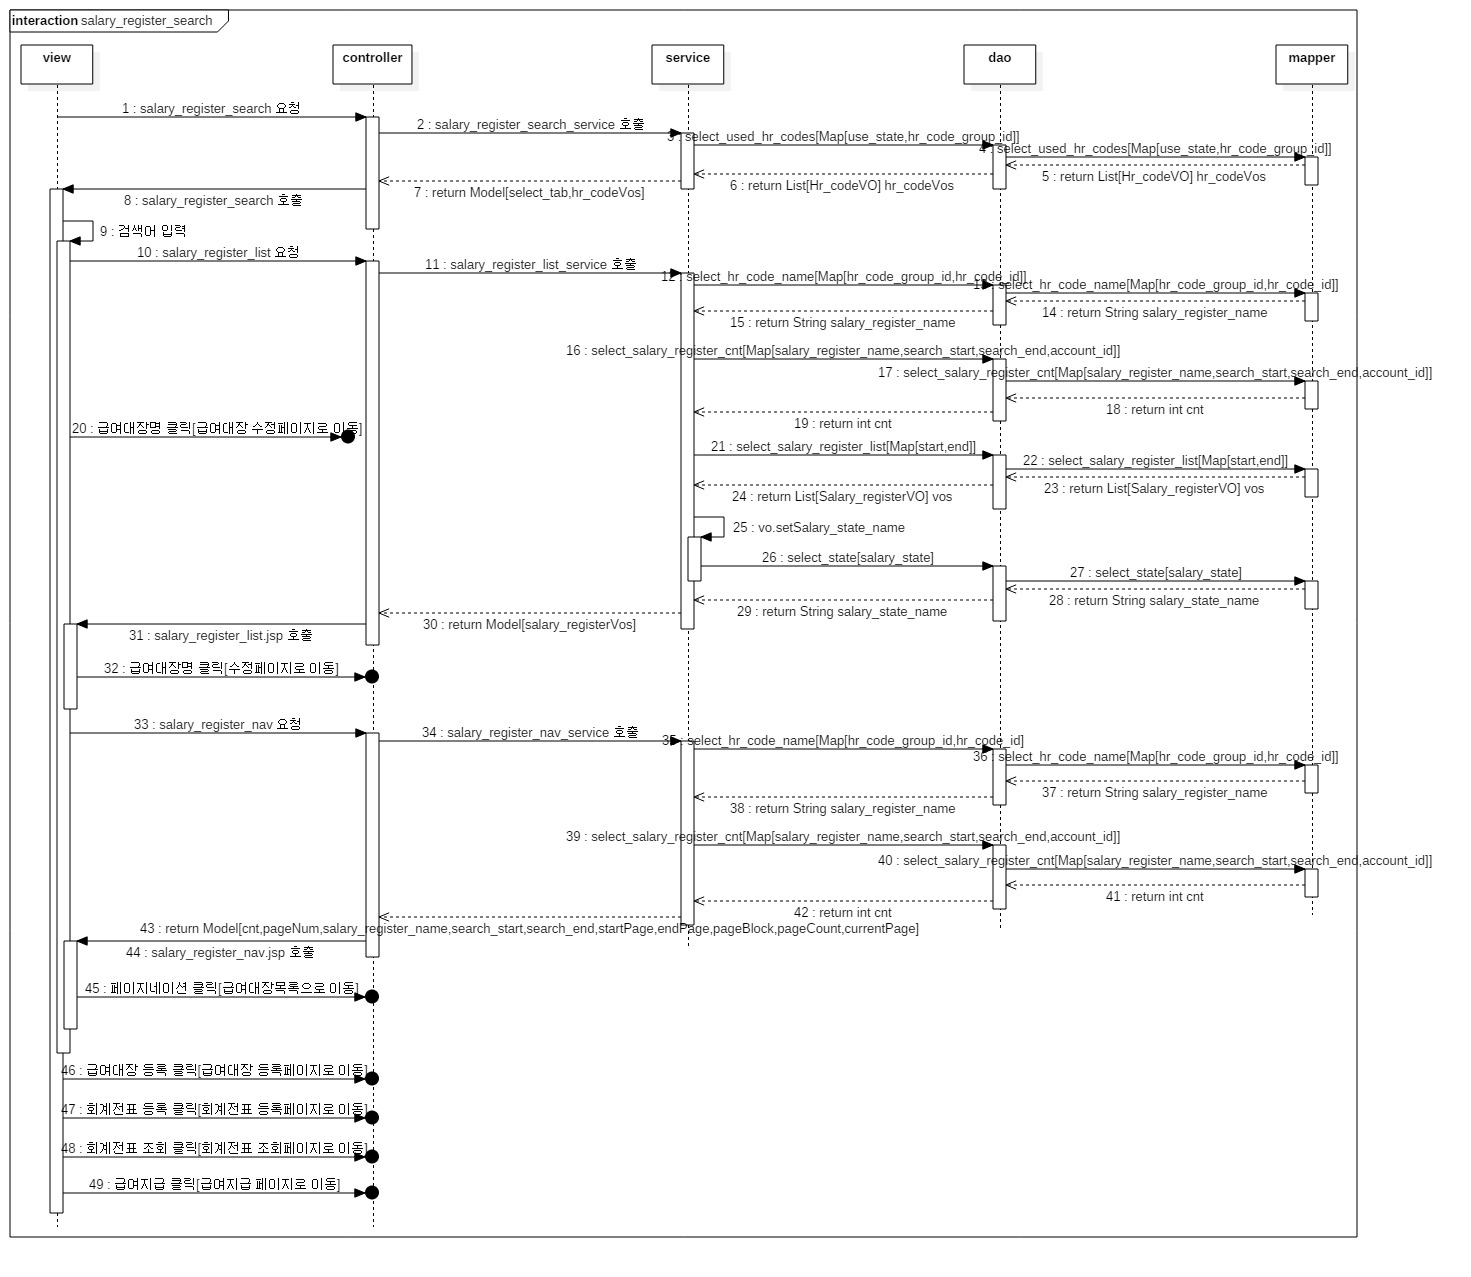 interaction salary_register_search
view
controller
service
dao
mapper
1 : salary_register_search 요청
2 : salary_register_search_service 호출
3 : select_used_hr_codes[Map[use_state,hr_code_group_id]]
4 : select_used_hr_codes[Map[use_state,hr_code_group_id]]
5 : return List[Hr_codeVO] hr_codeVos
6 : return List[Hr_codeVO] hr_codeVos
7 : return Model[select_tab,hr_codeVos]
8 : salary_register_search 호출
9 : 검색어 입력
10 : salary_register_list 요청
11 : salary_register_list_service 호출
12 : select_hr_code_name[Map[hr_code_group_id,hr_code_id]]
13 : select_hr_code_name[Map[hr_code_group_id,hr_code_id]]
14 : return String salary_register_name
15 : return String salary_register_name
16 : select_salary_register_cnt[Map[salary_register_name,search_start,search_end,account_id]]
17 : select_salary_register_cnt[Map[salary_register_name,search_start,search_end,account_id]]
18 : return int cnt
19 : return int cnt
20 : 급여대장명 클릭[급여대장 수정페이지로 이동]
21 : select_salary_register_list[Map[start,end]]
22 : select_salary_register_list[Map[start,end]]
23 : return List[Salary_registerVO] vos
24 : return List[Salary_registerVO] vos
25 : vo.setSalary_state_name
26 : select_state[salary_state]
27 : select_state[salary_state]
28 : return String salary_state_name
29 : return String salary_state_name
30 : return Model[salary_registerVos]
31 : salary_register_list.jsp 호출
32 : 급여대장명 클릭[수정페이지로 이동]
33 : salary_register_nav 요청
34 : salary_register_nav_service 호출
35 : select_hr_code_name[Map[hr_code_group_id,hr_code_id]
36 : select_hr_code_name[Map[hr_code_group_id,hr_code_id]]
37 : return String salary_register_name
38 : return String salary_register_name
39 : select_salary_register_cnt[Map[salary_register_name,search_start,search_end,account_id]]
40 : select_salary_register_cnt[Map[salary_register_name,search_start,search_end,account_id]]
41 : return int cnt
42 : return int cnt
43 : return Model[cnt,pageNum,salary_register_name,search_start,search_end,startPage,endPage,pageBlock,pageCount,currentPage]
44 : salary_register_nav.jsp 호출
45 : 페이지네이션 클릭[급여대장목록으로 이동]
46 : 급여대장 등록 클릭[급여대장 등록페이지로 이동]
47 : 회계전표 등록 클릭[회계전표 등록페이지로 이동]
48 : 회계전표 조회 클릭[회계전표 조회페이지로 이동]
49 : 급여지급 클릭[급여지급 페이지로 이동]